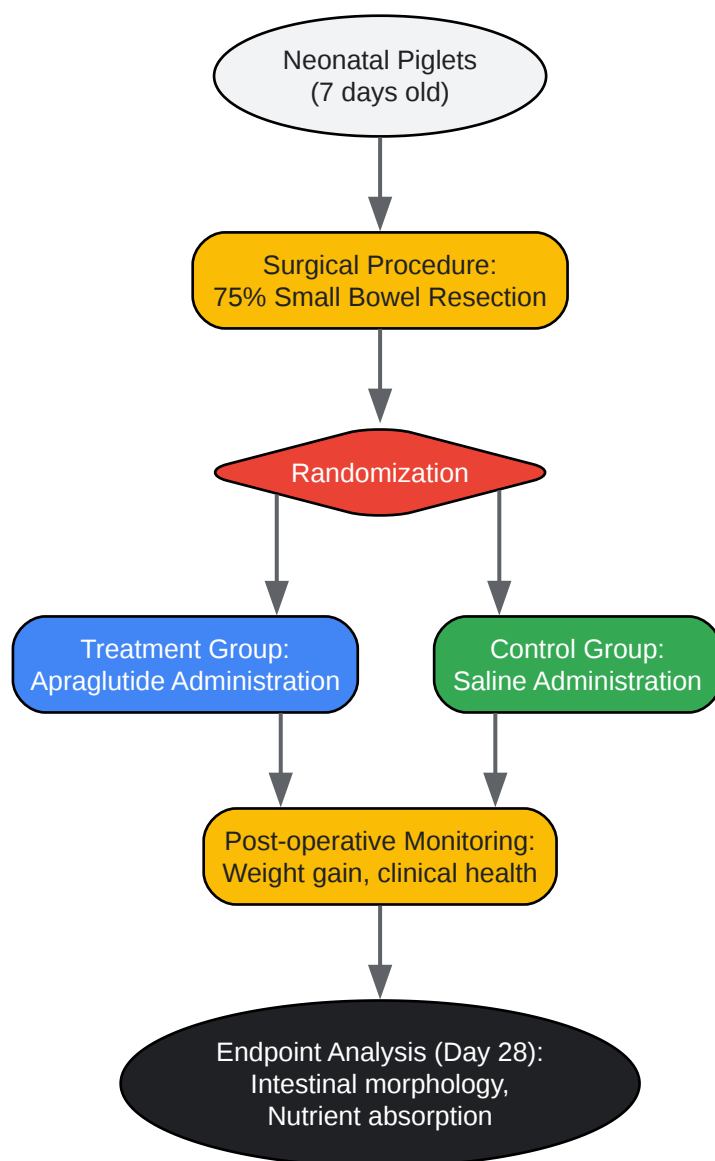 Neonatal Piglets
(7 days old)
Surgical Procedure:
75% Small Bowel Resection
Randomization
Treatment Group:
Apraglutide Administration
Control Group:
Saline Administration
Post-operative Monitoring:
Weight gain, clinical health
Endpoint Analysis (Day 28):
Intestinal morphology,
Nutrient absorption